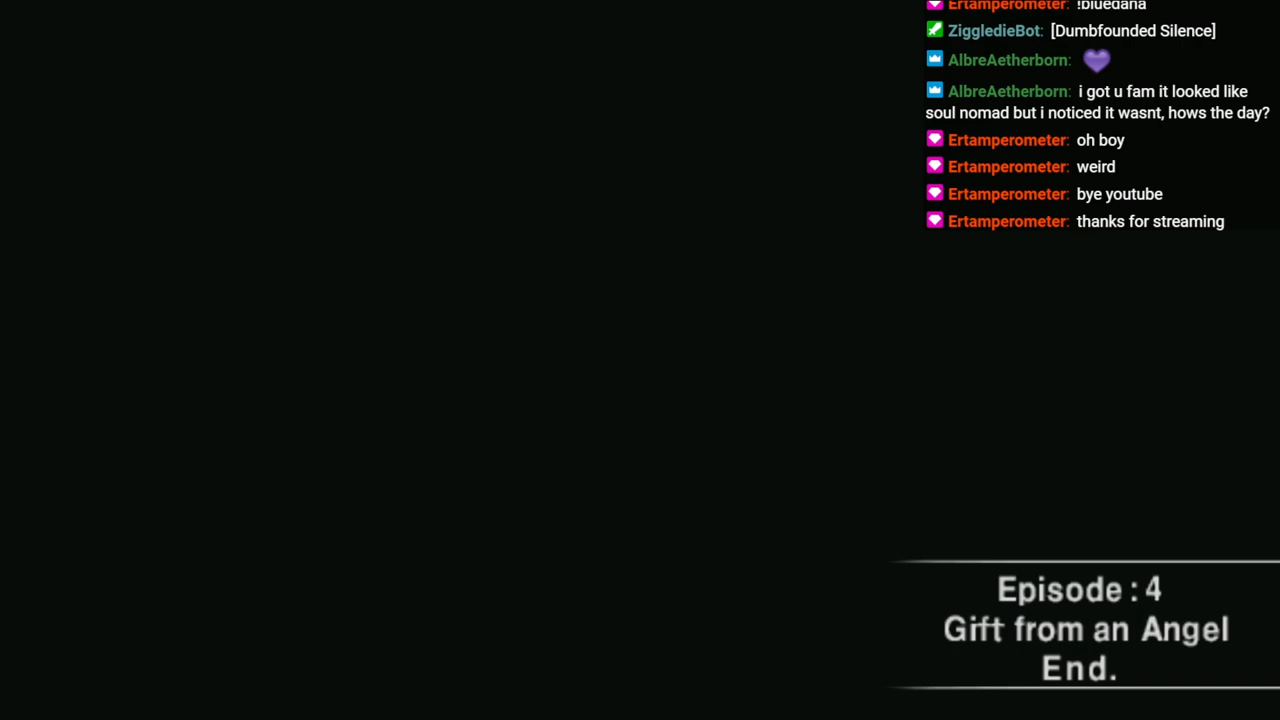 Ertamperometer: !bluedana
ZiggledieBot: [Dumbfounded Silence]
AlbreAetherborn:
AlbreAetherborn: i got u fam it looked like
soul nomad but i noticed it wasnt, hows the day?
Ertamperometer: oh boy
Ertamperometer: weird
Ertamperometer: bye youtube
Ertamperometer: thanks for streaming
Episode : 4
Gift from an Angel
End.